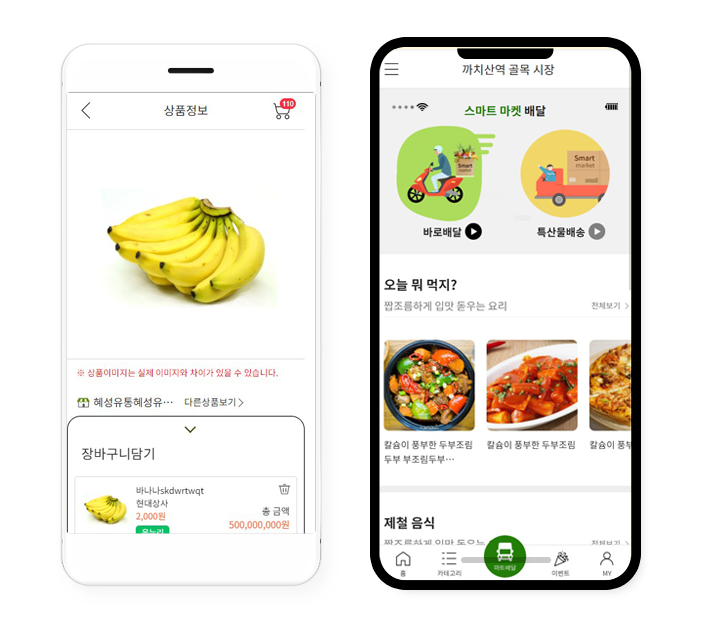 상품정보
110
※ 상품이미지는 실제 이미지와 차이가 있을 수 있습니다.
혜성유통혜성유… 다른상품보기 >
장바구니담기
바나나skdwrtwqt
현대상사
2,000원
총 금액
500,000,000원
까치산역 골목 시장
스마트 마켓 배달
Smart
market
Smart
market
바로배달
특산물배송
오늘 뭐 먹지?
짭조름하게 입맛 돋우는 요리
전체보기 >
칼슘이 풍부한 두부조림
두부 부조림두부…
칼슘이 풍부한 두부조림
칼슘이 풍부
제철 음식
짭조름하게 입맛 돋우는
전체보기 >
홈
카테고리
마트배달
이벤트
MY